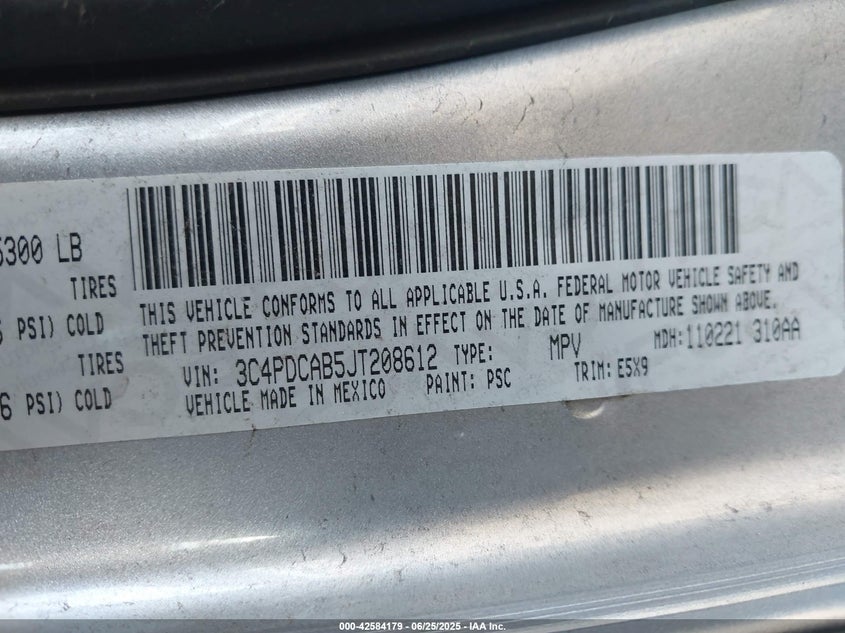 5300 LB
TIRES
PSI) COLD
TIRES
6 PSI) COLD
THIS VEHICLE CONFORMS TO ALL APPLICABLE U.S.A. FEDERAL MOTOR VEHICLE SAFETY AND
THEFT PREVENTION STANDARDS IN EFFECT ON THE DATE OF MANUFACTURE SHOWN ABOVE.
VIN: 3C4PDCAB5JT208612 TYPE: MPV MDH:110221 310AA
VEHICLE MADE IN MEXICO PAINT: PSC TRIM: E5X9
000-42584179 - 06/25/2025 - IAA Inc.